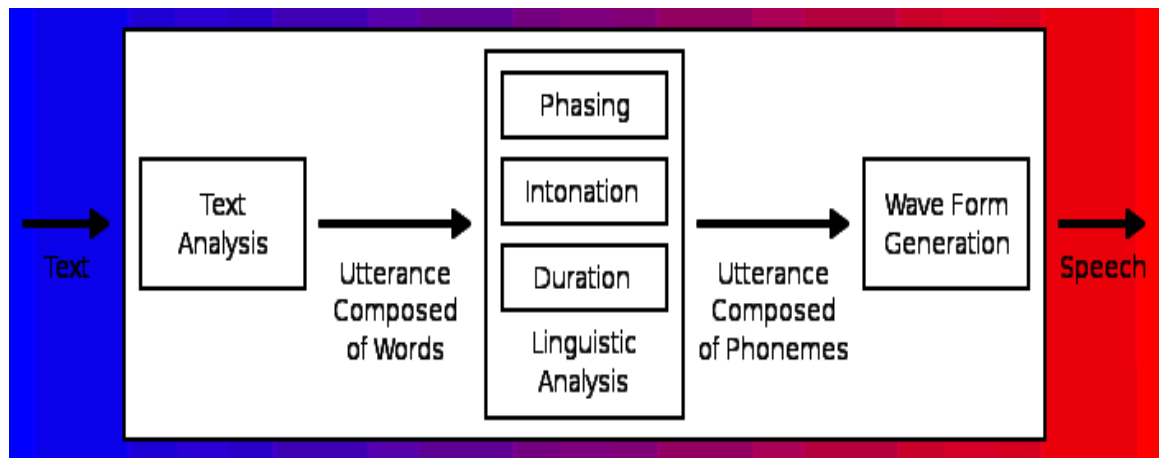 Text
Text
Analysis
Utterance
Composed
of Words
Phasing
Intonation
Duration
Linguistic
Analysis
Utterance
Composed
of Phonemes
Wave Form
Generation
Speech